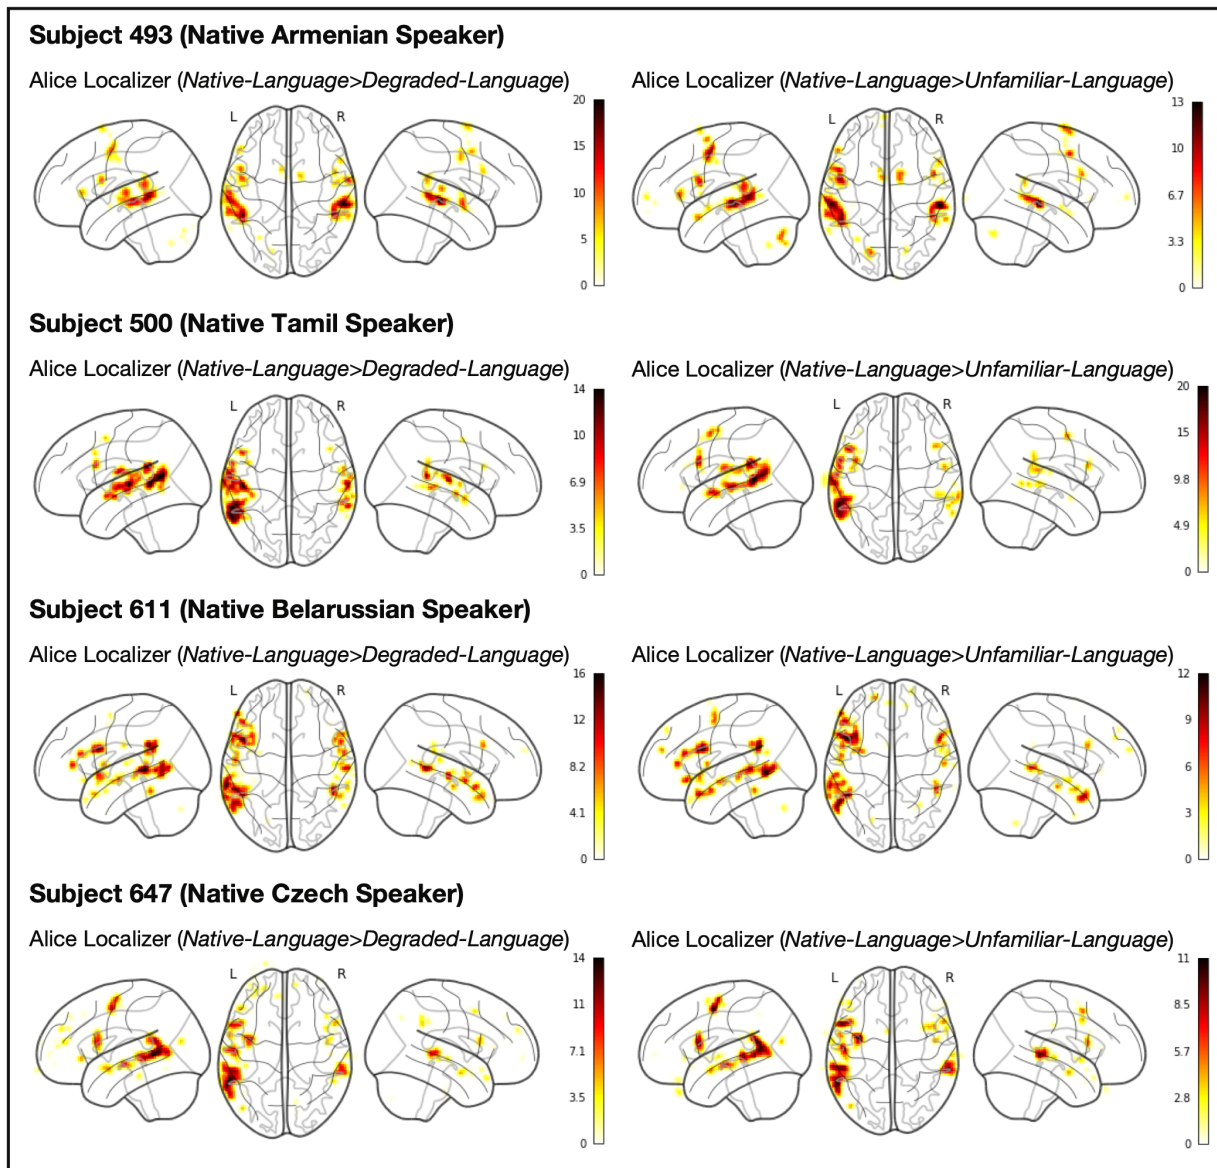 Subject 493 (Native Armenian Speaker)
Alice Localizer (Native-Language>Degraded-Language)
Alice Localizer (Native-Language>Unfamiliar-Language)
L
R
20
15
10
5
0
L
R
13
10
6.7
3.3
0
Subject 500 (Native Tamil Speaker)
Alice Localizer (Native-Language>Degraded-Language)
Alice Localizer (Native-Language>Unfamiliar-Language)
L
R
14
10
6.9
3.5
0
L
R
20
15
9.8
4.9
0
Subject 611 (Native Belarussian Speaker)
Alice Localizer (Native-Language>Degraded-Language)
Alice Localizer (Native-Language>Unfamiliar-Language)
L
R
16
12
8.2
4.1
0
L
R
12
9
6
3
0
Subject 647 (Native Czech Speaker)
Alice Localizer (Native-Language>Degraded-Language)
Alice Localizer (Native-Language>Unfamiliar-Language)
L
R
14
11
7.1
3.5
0
L
R
11
8.5
5.7
2.8
0